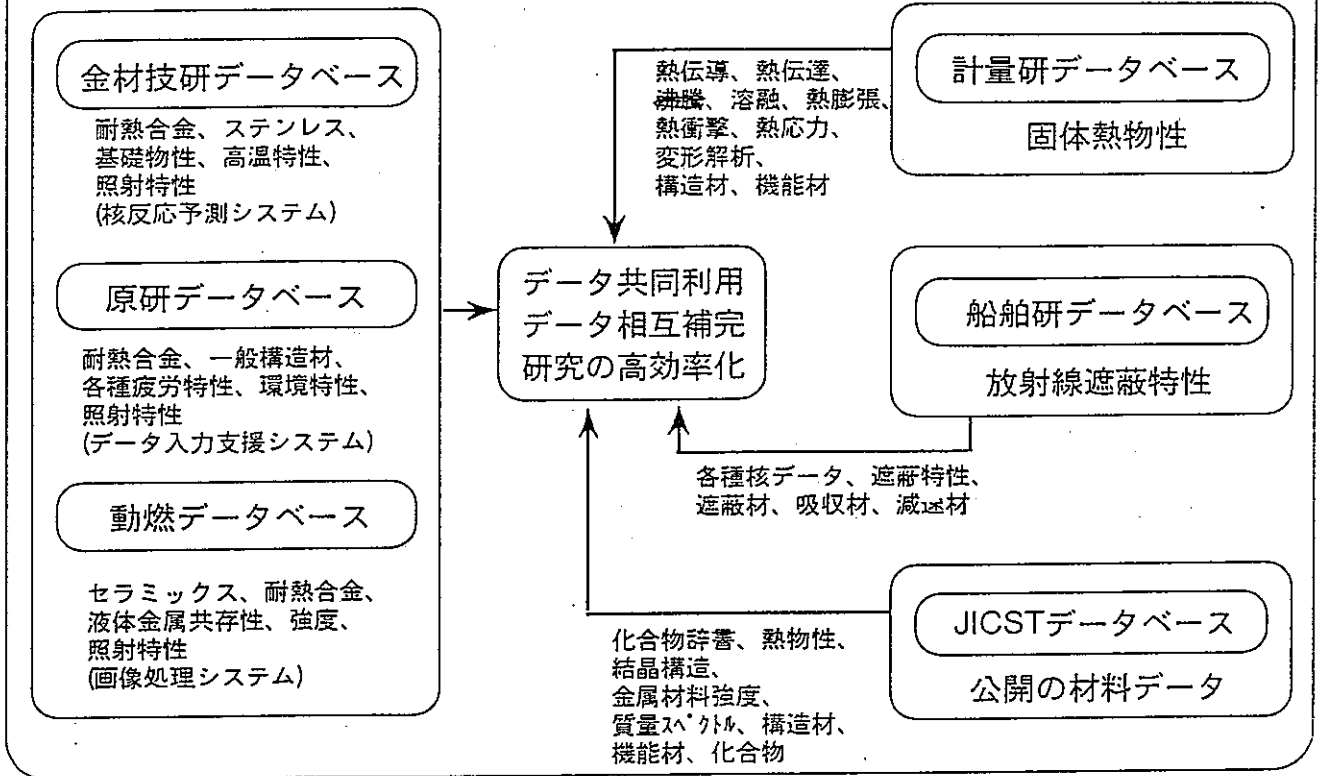 金材技研データベース
耐熱合金、ステンレス、
基礎物性、高温特性、
照射特性
(核反応予測システム)
原研データベース
耐熱合金、一般構造材、
各種疲労特性、環境特性、
照射特性
(データ入力支援システム)
動燃データベース
セラミックス、耐熱合金、
液体金属共存性、強度、
照射特性
(画像処理システム)
熱伝導、熱伝達、
沸騰、溶融、熱膨張、
熱衝撃、熱応力、
変形解析、
構造材、機能材
データ共同利用
データ相互補完
研究の高効率化
計量研データベース
固体熱物性
船舶研データベース
放射線遮蔽特性
各種核データ、遮蔽特性、
遮蔽材、吸収材、減速材
JICSTデータベース
公開の材料データ
化合物辞書、熱物性、
結晶構造、
金属材料強度、
質量ｽﾍﾟｸﾄﾙ、構造材、
機能材、化合物